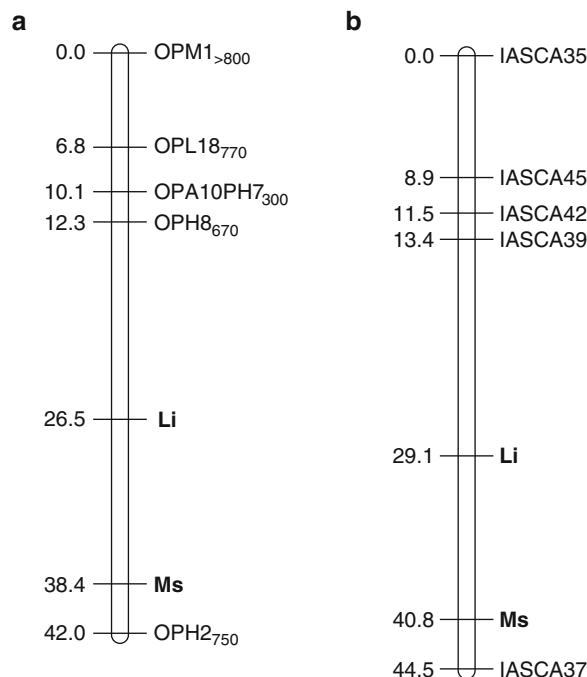 a
0.0 OPM1>800
6.8 OPL18770
10.1 OPA10PH7300
12.3 OPH8670
26.5 Li
38.4 Ms
42.0 OPH2750
b
0.0 IASCA35
8.9 IASCA45
11.5 IASCA42
13.4 IASCA39
29.1 Li
40.8 Ms
44.5 IASCA37